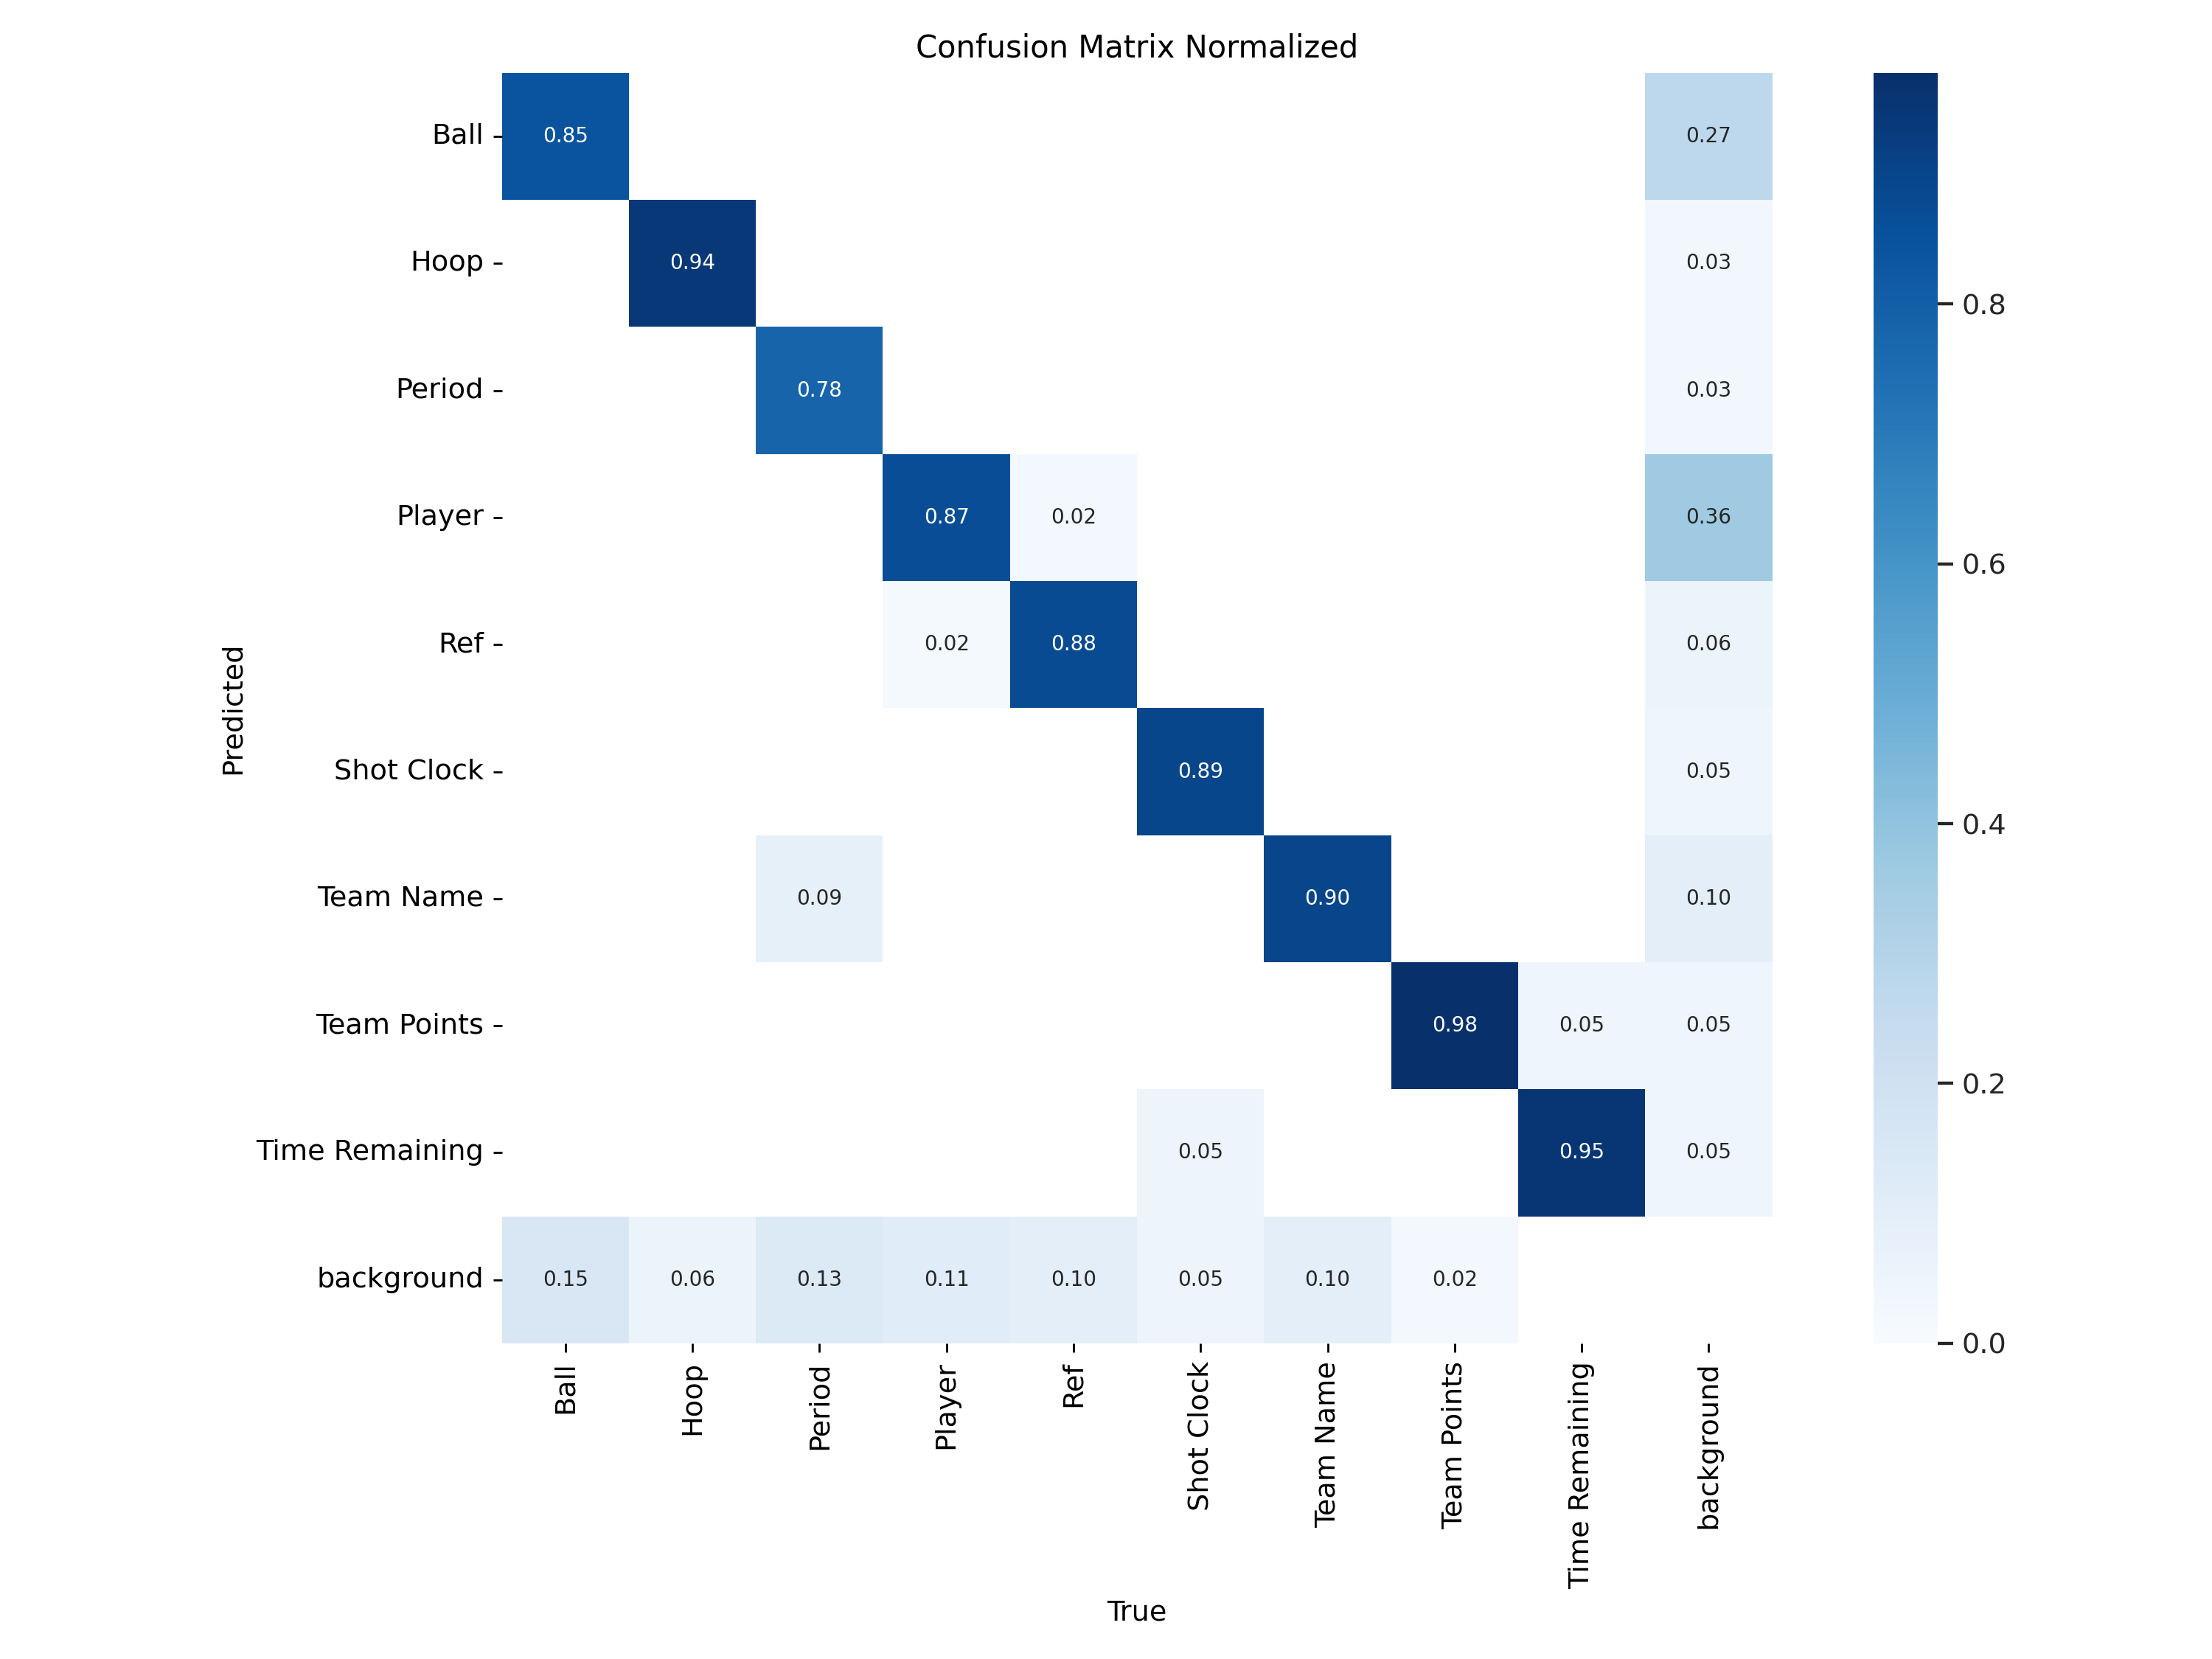 Confusion Matrix Normalized
Ball 0.85 0.27
Hoop 0.94 0.03
Period 0.78 0.03
Player 0.87 0.02 0.36
Ref 0.02 0.88 0.06
Shot Clock 0.89 0.05
Team Name 0.09 0.90 0.10
Team Points 0.98 0.05 0.05
Time Remaining 0.05 0.95 0.05
background 0.15 0.06 0.13 0.11 0.10 0.05 0.10 0.02
Predicted
Ball Hoop Period Player Ref Shot Clock Team Name Team Points Time Remaining background
True
0.8
0.6
0.4
0.2
0.0